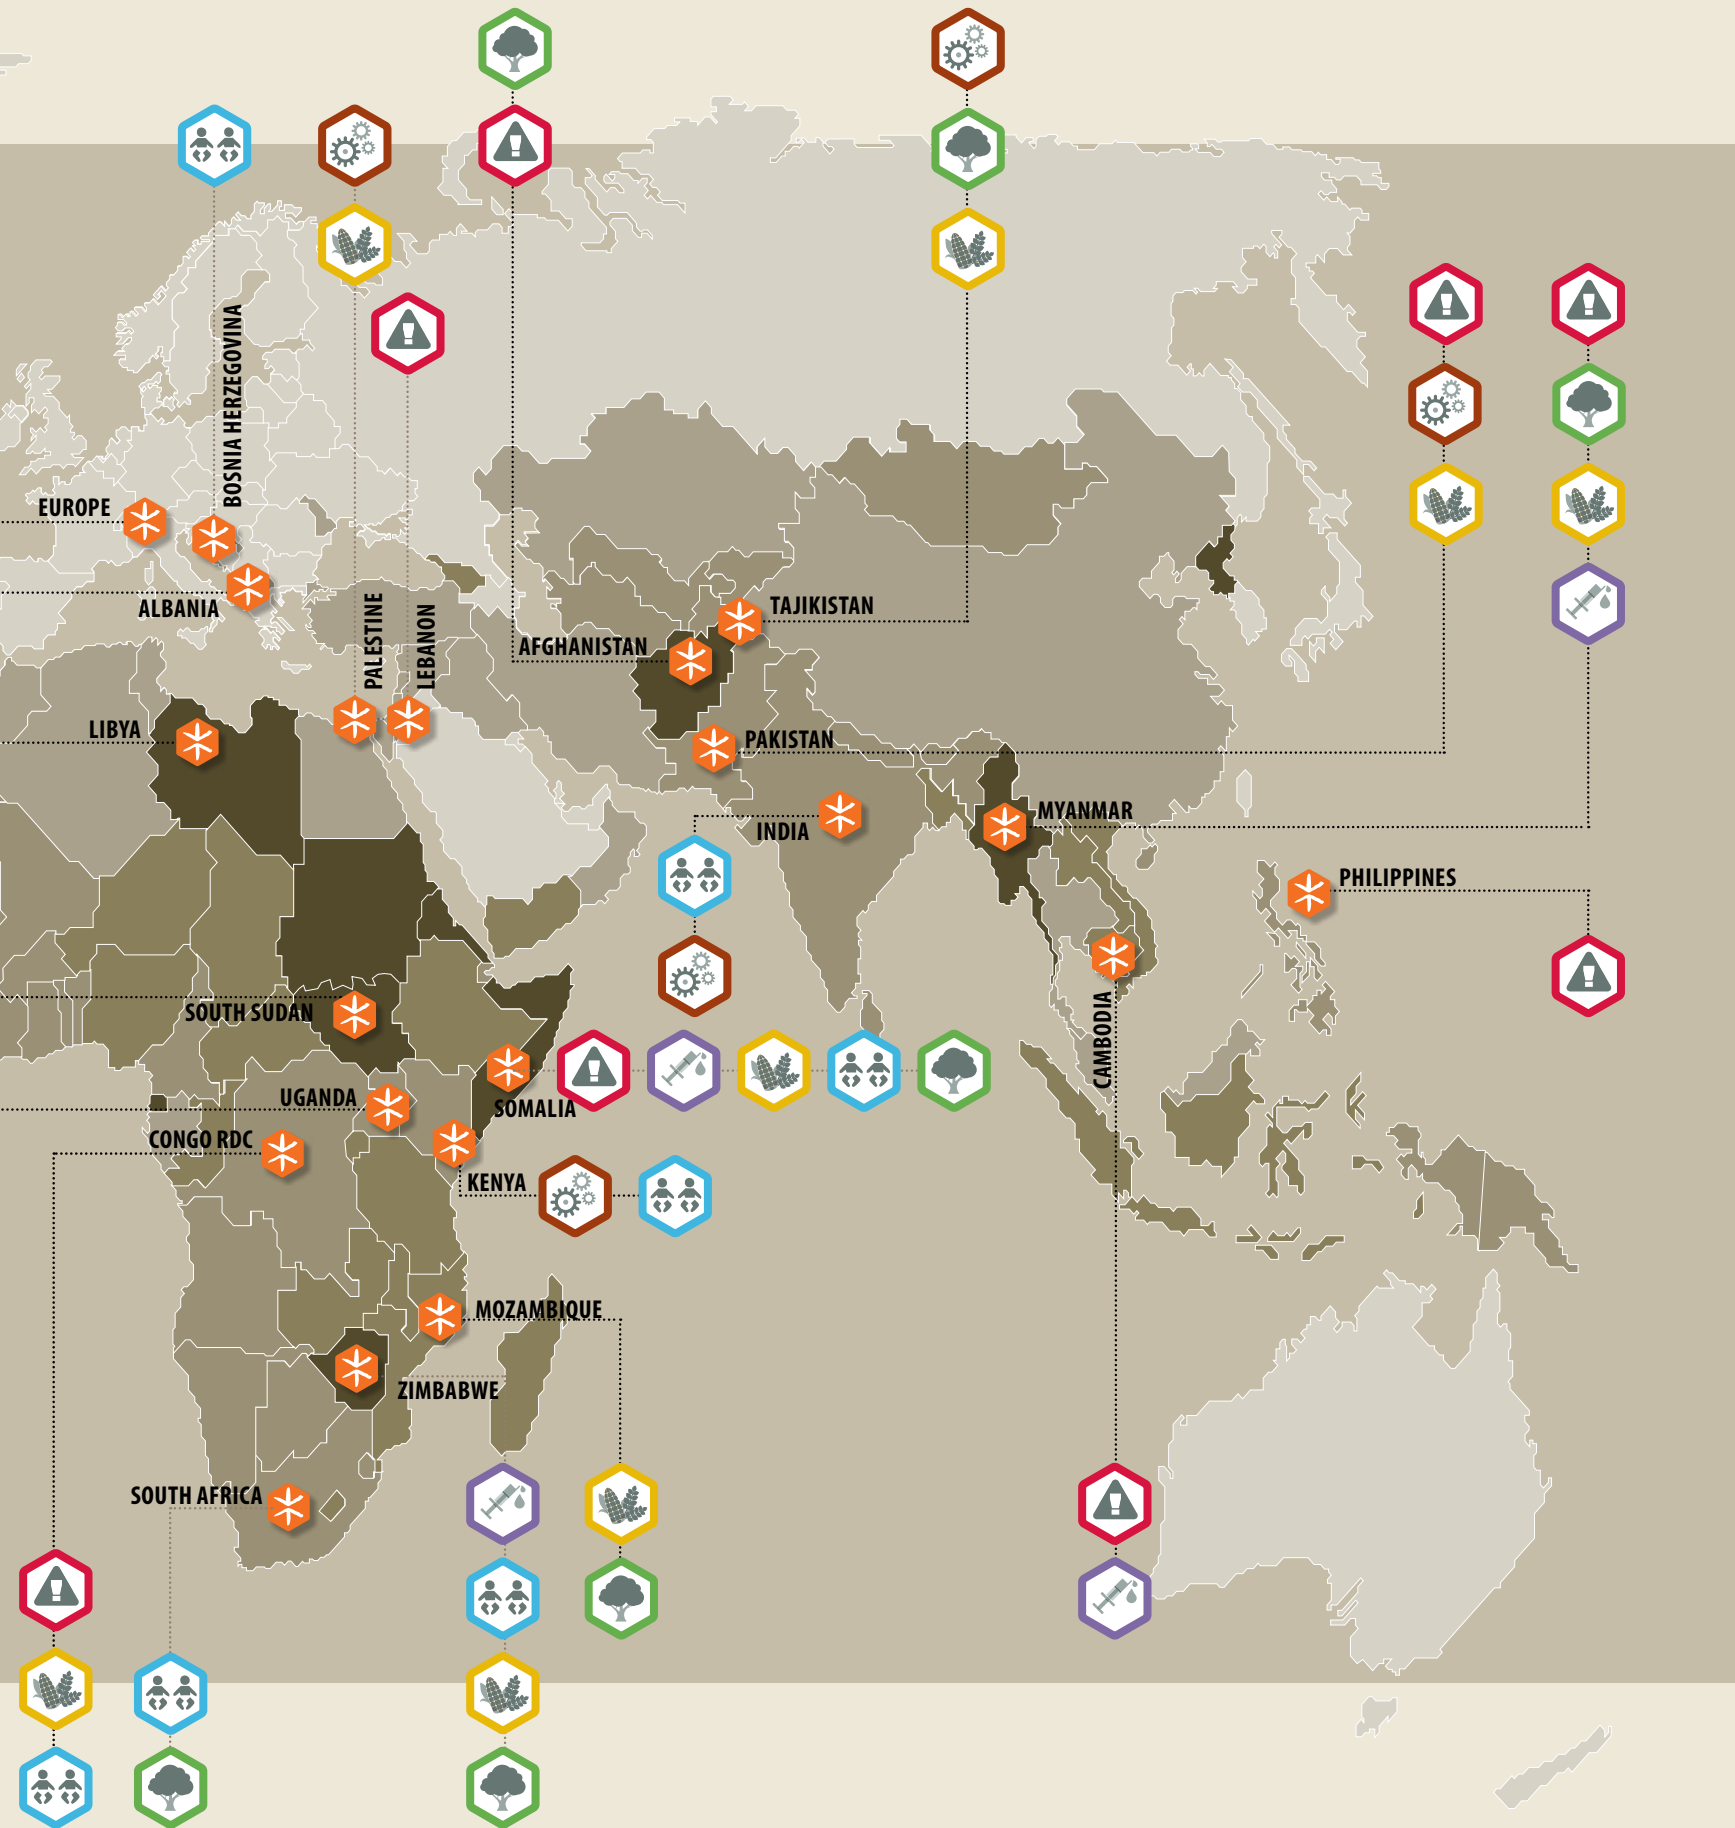 BOSNIA HERZEGOVINA
EUROPE
ALBANIA
PALESTINE
LEBANON
TAJIKISTAN
AFGHANISTAN
LIBYA
PAKISTAN
MYANMAR
INDIA
PHILIPPINES
CAMBODIA
SOUTH SUDAN
UGANDA
SOMALIA
CONGO RDC
KENYA
MOZAMBIQUE
ZIMBABWE
SOUTH AFRICA